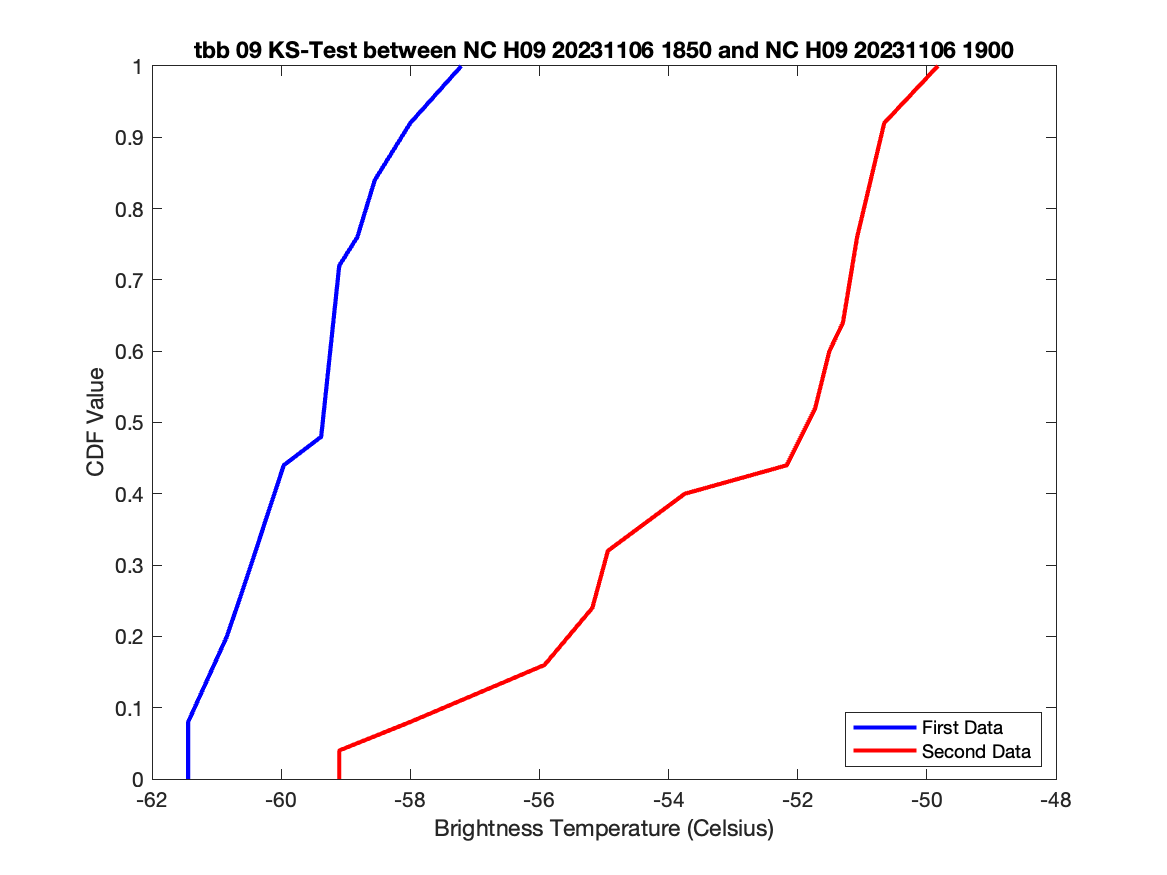 tbb 09 KS-Test between NC H09 20231106 1850 and NC H09 20231106 1900
1
0.9
0.8
0.7
0.6
0.5
0.4
0.3
0.2
0.1
0
CDF Value
First Data
Second Data
-62 -60 -58 -56 -54 -52 -50 -48
Brightness Temperature (Celsius)